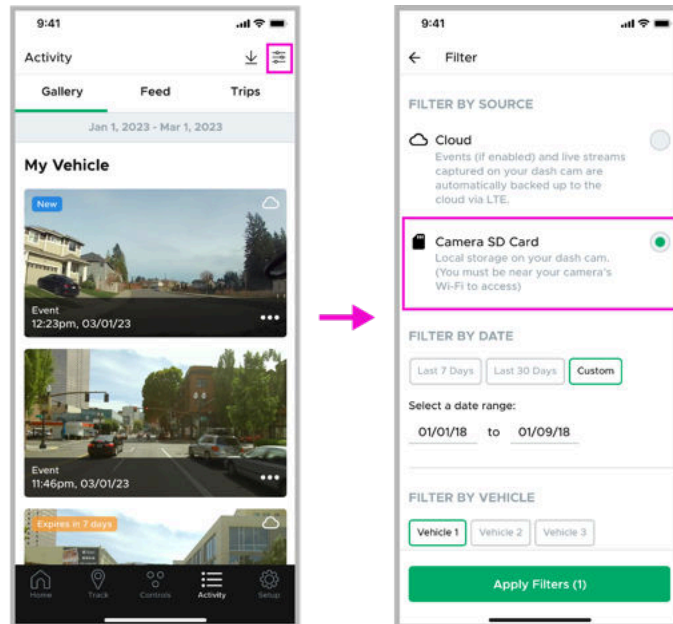 9:41
Activity
Gallery Feed Trips
Jan 1, 2023 - Mar 1, 2023
My Vehicle
New
Event
12:23pm, 03/01/23
Event
11:46pm, 03/01/23
Expires in 7 days
Home Track Controls Activity Setup
9:41
Filter
FILTER BY SOURCE
Cloud
Events (if enabled) and live streams
captured on your dash cam are
automatically backed up to the
cloud via LTE.
Camera SD Card
Local storage on your dash cam.
(You must be near your camera's
Wi-Fi to access)
FILTER BY DATE
Last 7 Days Last 30 Days Custom
Select a date range:
01/01/18 to 01/09/18
FILTER BY VEHICLE
Vehicle 1 Vehicle 2 Vehicle 3
Apply Filters (1)